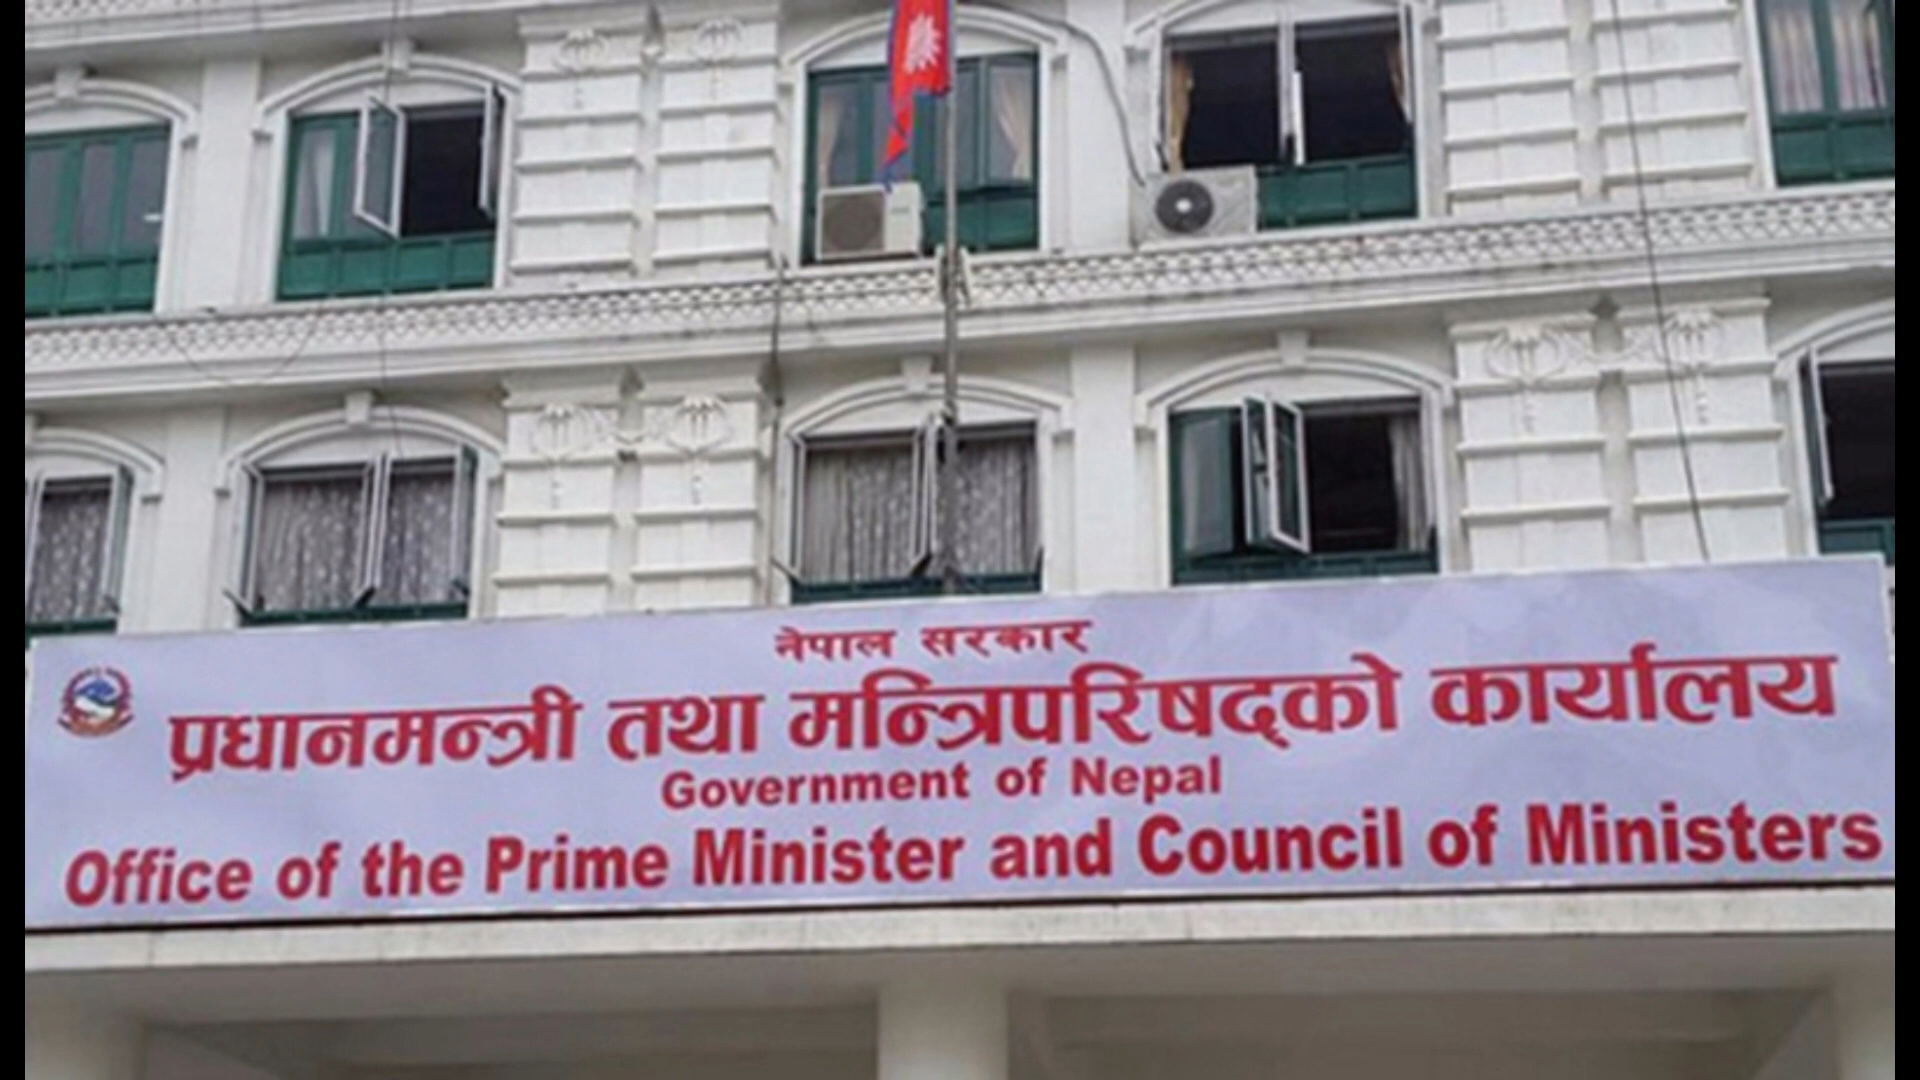 नेपाल सरकार
प्रधानमन्त्री तथा मन्त्रिपरिषद्को कार्यालय
Government of Nepal
Office of the Prime Minister and Council of Ministers